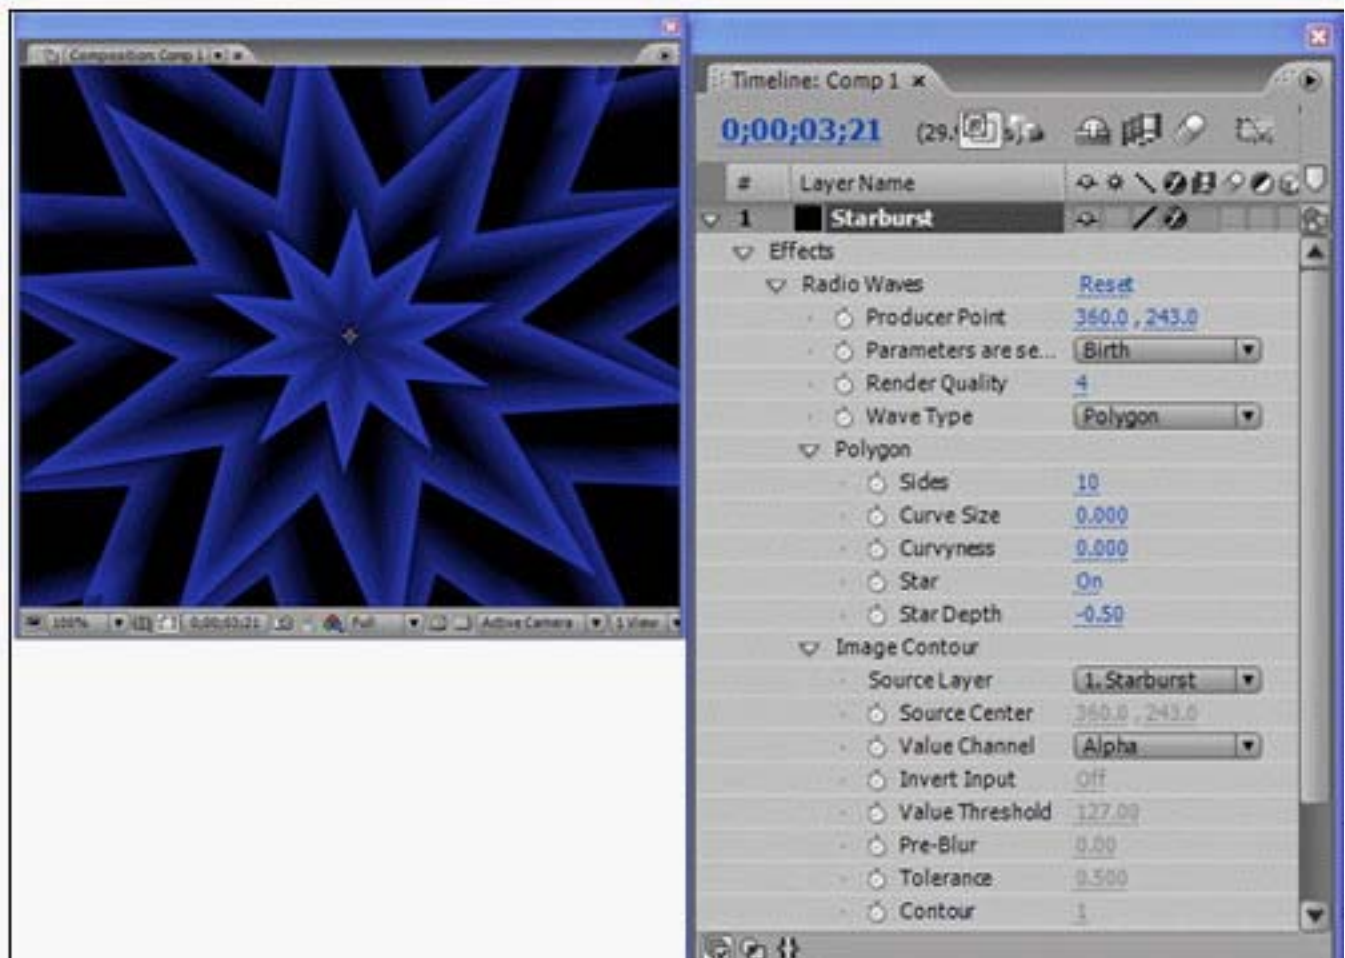 Composition: Comp 1
100%
0;00;03;21
Full
Active Camera
1 View
Timeline: Comp 1
0;00;03;21
(29.
s)
# Layer Name
1 Starburst
Effects
Radio Waves Reset
Producer Point 360.0 , 243.0
Parameters are se... Birth
Render Quality 4
Wave Type Polygon
Polygon
Sides 10
Curve Size 0.000
Curvyness 0.000
Star On
Star Depth -0.50
Image Contour
Source Layer 1. Starburst
Source Center 360.0 , 243.0
Value Channel Alpha
Invert Input Off
Value Threshold 127.00
Pre-Blur 0.00
Tolerance 0.500
Contour 1